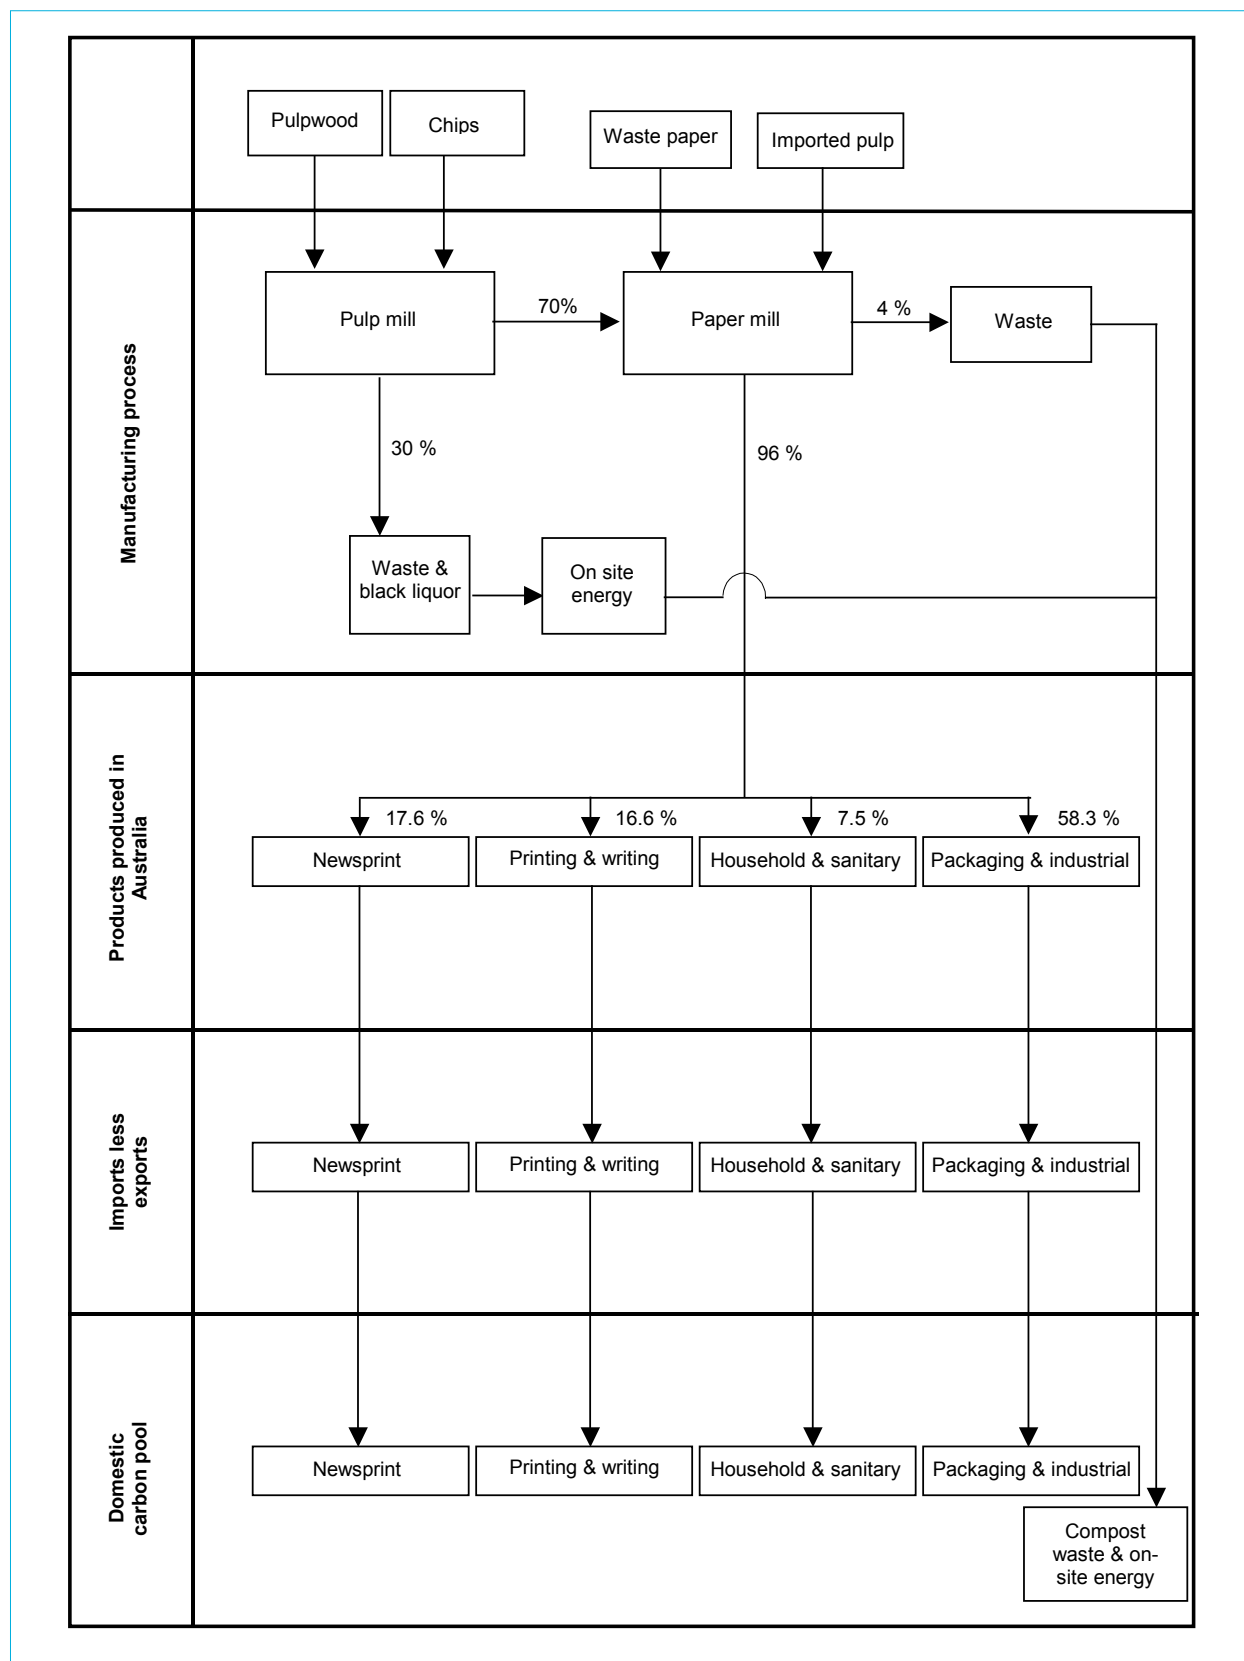 Pulpwood
Chips
Waste paper
Imported pulp
Manufacturing process
Pulp mill
70%
Paper mill
4 %
Waste
30 %
96 %
Waste &
black liquor
On site
energy
Products produced in
Australia
17.6 %
16.6 %
7.5 %
58.3 %
Newsprint
Printing & writing
Household & sanitary
Packaging & industrial
Imports less
exports
Newsprint
Printing & writing
Household & sanitary
Packaging & industrial
Domestic
carbon pool
Newsprint
Printing & writing
Household & sanitary
Packaging & industrial
Compost
waste & on-
site energy